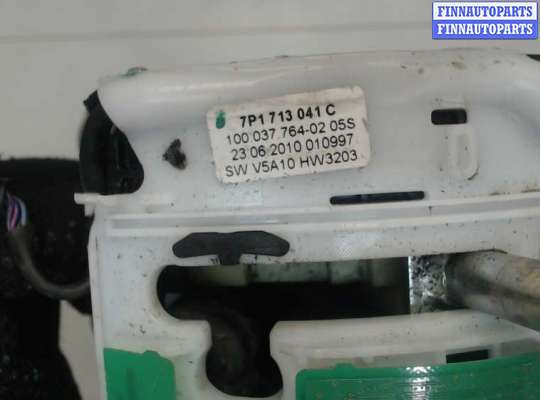 FINNAUTOPARTS
FINNAUTOPARTS
7P1 713 041 C
100 037 764-02 05S
23 06 2010 010997
SW V5A10 HW3203